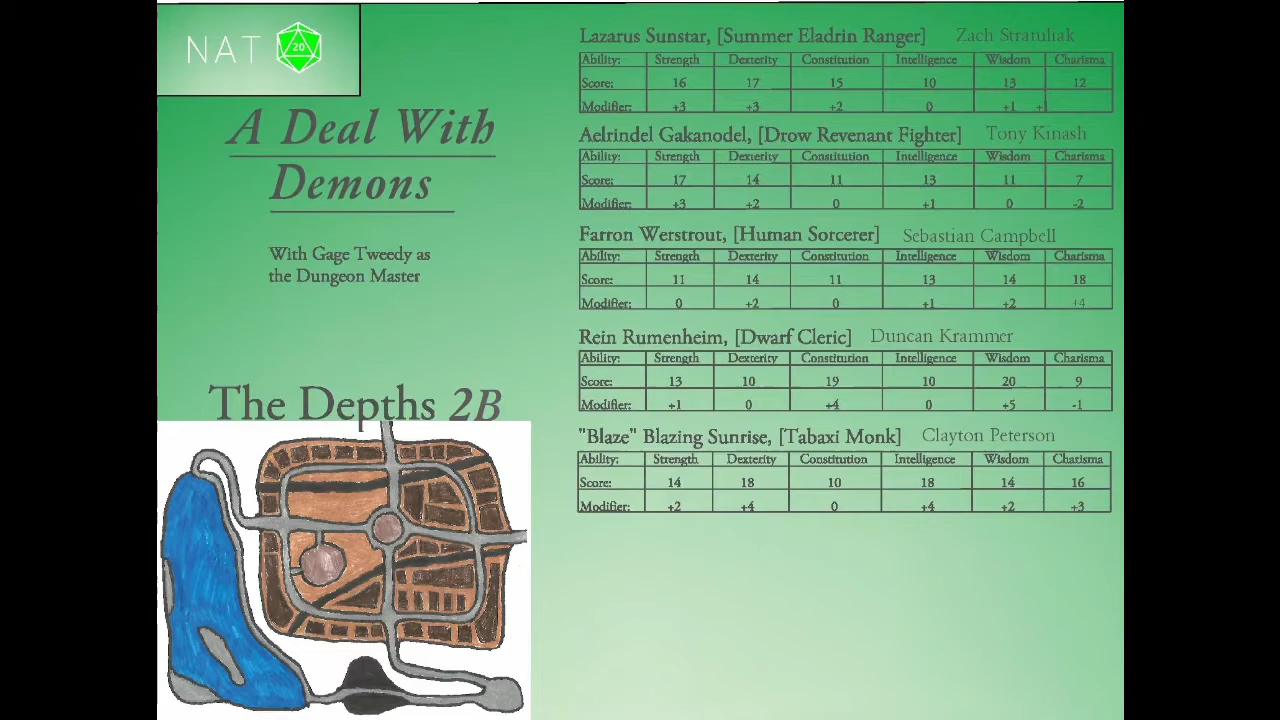 NAT 20
A Deal With
Demons
With Gage Tweedy as
the Dungeon Master
The Depths 2B
Lazarus Sunstar, [Summer Eladrin Ranger] Zach Stratuliak
Ability: Strength Dexterity Constitution Intelligence Wisdom Charisma
Score: 16 17 15 10 13 12
Modifier: +3 +3 +2 0 +1 +1
Aelrindel Gakanodel, [Drow Revenant Fighter] Tony Kinash
Ability: Strength Dexterity Constitution Intelligence Wisdom Charisma
Score: 17 14 11 13 11 7
Modifier: +3 +2 0 +1 0 -2
Farron Werstrout, [Human Sorcerer] Sebastian Campbell
Ability: Strength Dexterity Constitution Intelligence Wisdom Charisma
Score: 11 14 11 13 14 18
Modifier: 0 +2 0 +1 +2 +4
Rein Rumenheim, [Dwarf Cleric] Duncan Krammer
Ability: Strength Dexterity Constitution Intelligence Wisdom Charisma
Score: 13 10 19 10 20 9
Modifier: +1 0 +4 0 +5 -1
"Blaze" Blazing Sunrise, [Tabaxi Monk] Clayton Peterson
Ability: Strength Dexterity Constitution Intelligence Wisdom Charisma
Score: 14 18 10 18 14 16
Modifier: +2 +4 0 +4 +2 +3